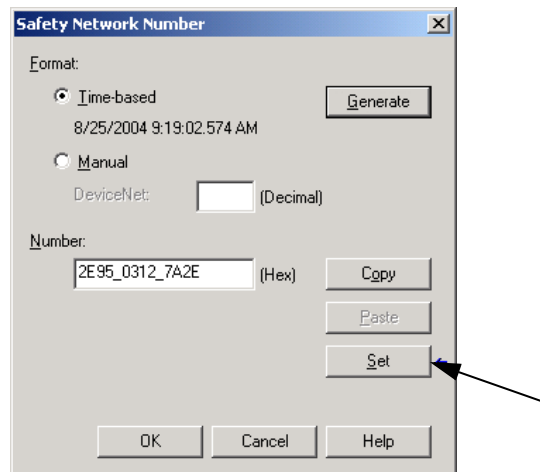 Safety Network Number
Format:
Time-based
Generate
8/25/2004 9:19:02.574 AM
Manual
DeviceNet:
(Decimal)
Number:
2E95_0312_7A2E
(Hex)
Copy
Paste
Set
OK
Cancel
Help